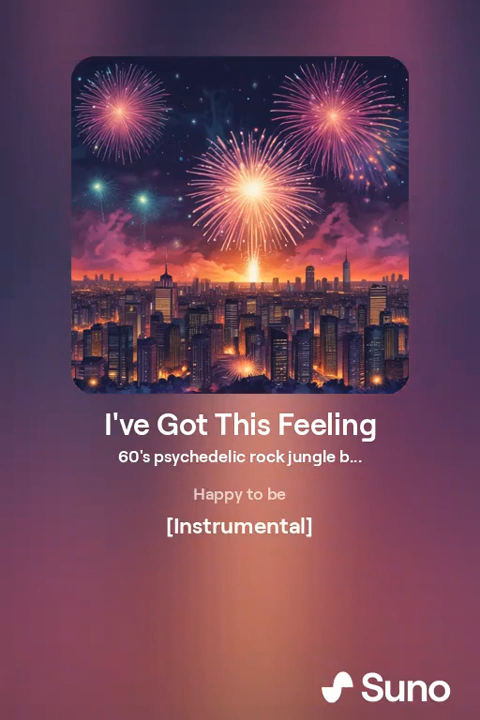 I've Got This Feeling
60's psychedelic rock jungle b...
Happy to be
[Instrumental]
Suno